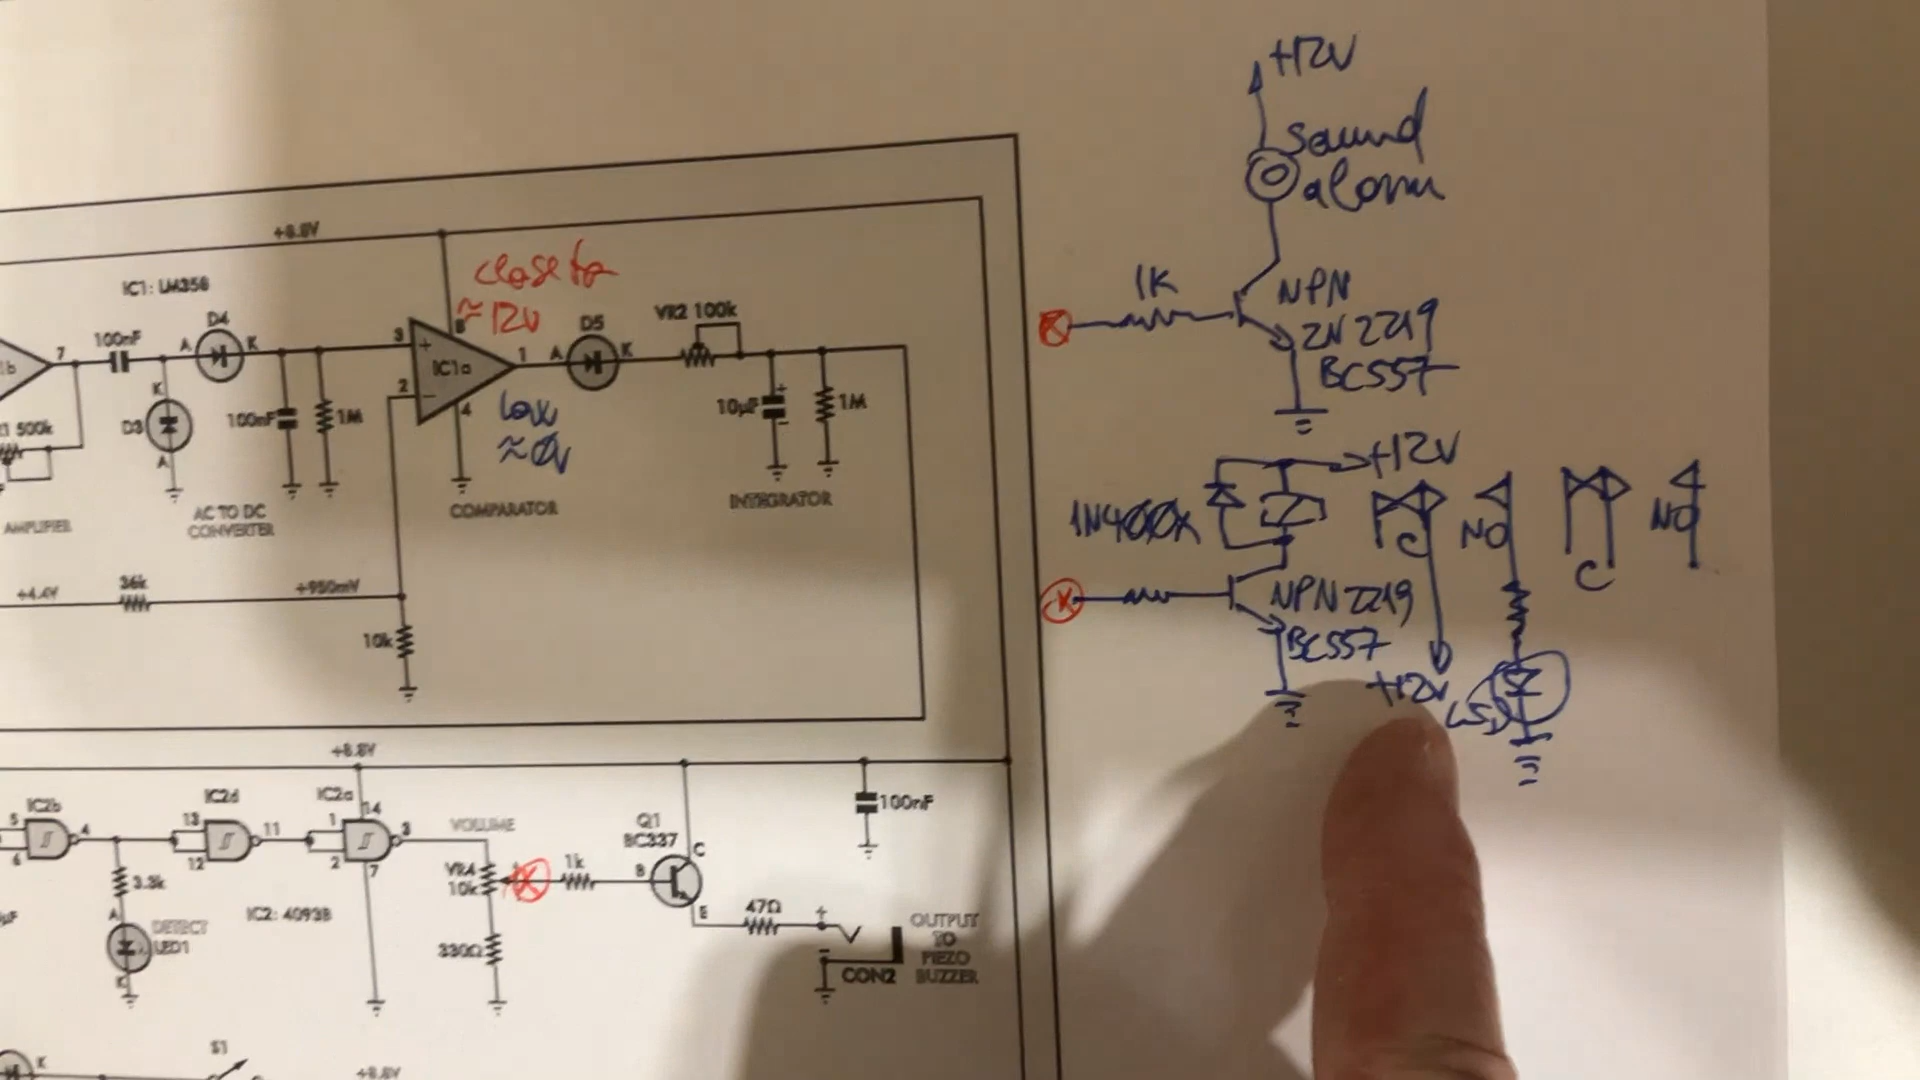 +8.8V
IC1: LM358
100nF
D4
A
K
K
D3
A
100nF
1M
7
1b
500k
AMPLIFIER
AC TO DC
CONVERTER
close to
≈12V
8
3
+
2
−
IC1a
1
4
low
≈0V
COMPARATOR
A
D5
K
VR2 100k
10µF
+
-
1M
INTEGRATOR
+4.4V
36k
+950mV
10k
+8.8V
IC2b
5
6
4
IC2d
13
12
11
IC2a
1
2
14
3
7
3.3k
A
DETECT
LED1
K
IC2: 4093B
VOLUME
VR4
10k
330Ω
1k
Q1
BC337
B
C
E
47Ω
100nF
+
−
CON2
OUTPUT
TO
PIEZO
BUZZER
µF
K
S1
+8.8V
+12V
Sound
alarm
1K
NPN
2N2219
BC557
+12V
1N400X
C
NO
C
NO
NPN 2219
BC557
+12V